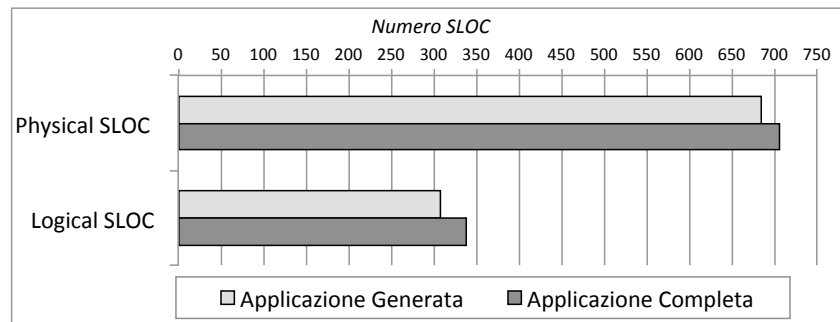 Numero SLOC
0 50 100 150 200 250 300 350 400 450 500 550 600 650 700 750
Physical SLOC
Logical SLOC
Applicazione Generata Applicazione Completa